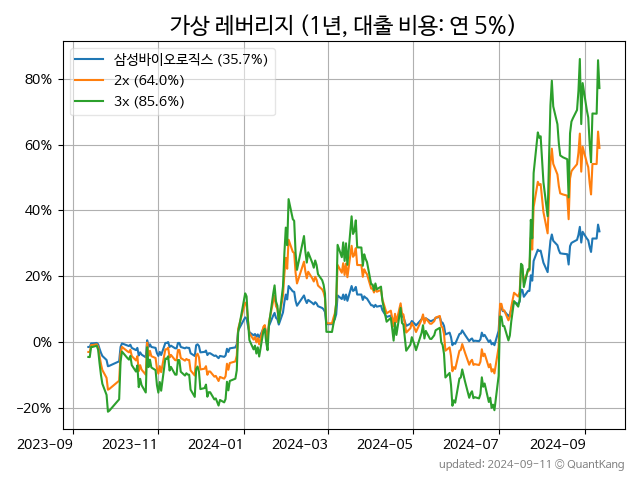 가상 레버리지 (1년, 대출 비용: 연 5%)
삼성바이오로직스 (35.7%)
2x (64.0%)
3x (85.6%)
80%
60%
40%
20%
0%
−20%
2023-09 2023-11 2024-01 2024-03 2024-05 2024-07 2024-09
updated: 2024-09-11 © QuantKang